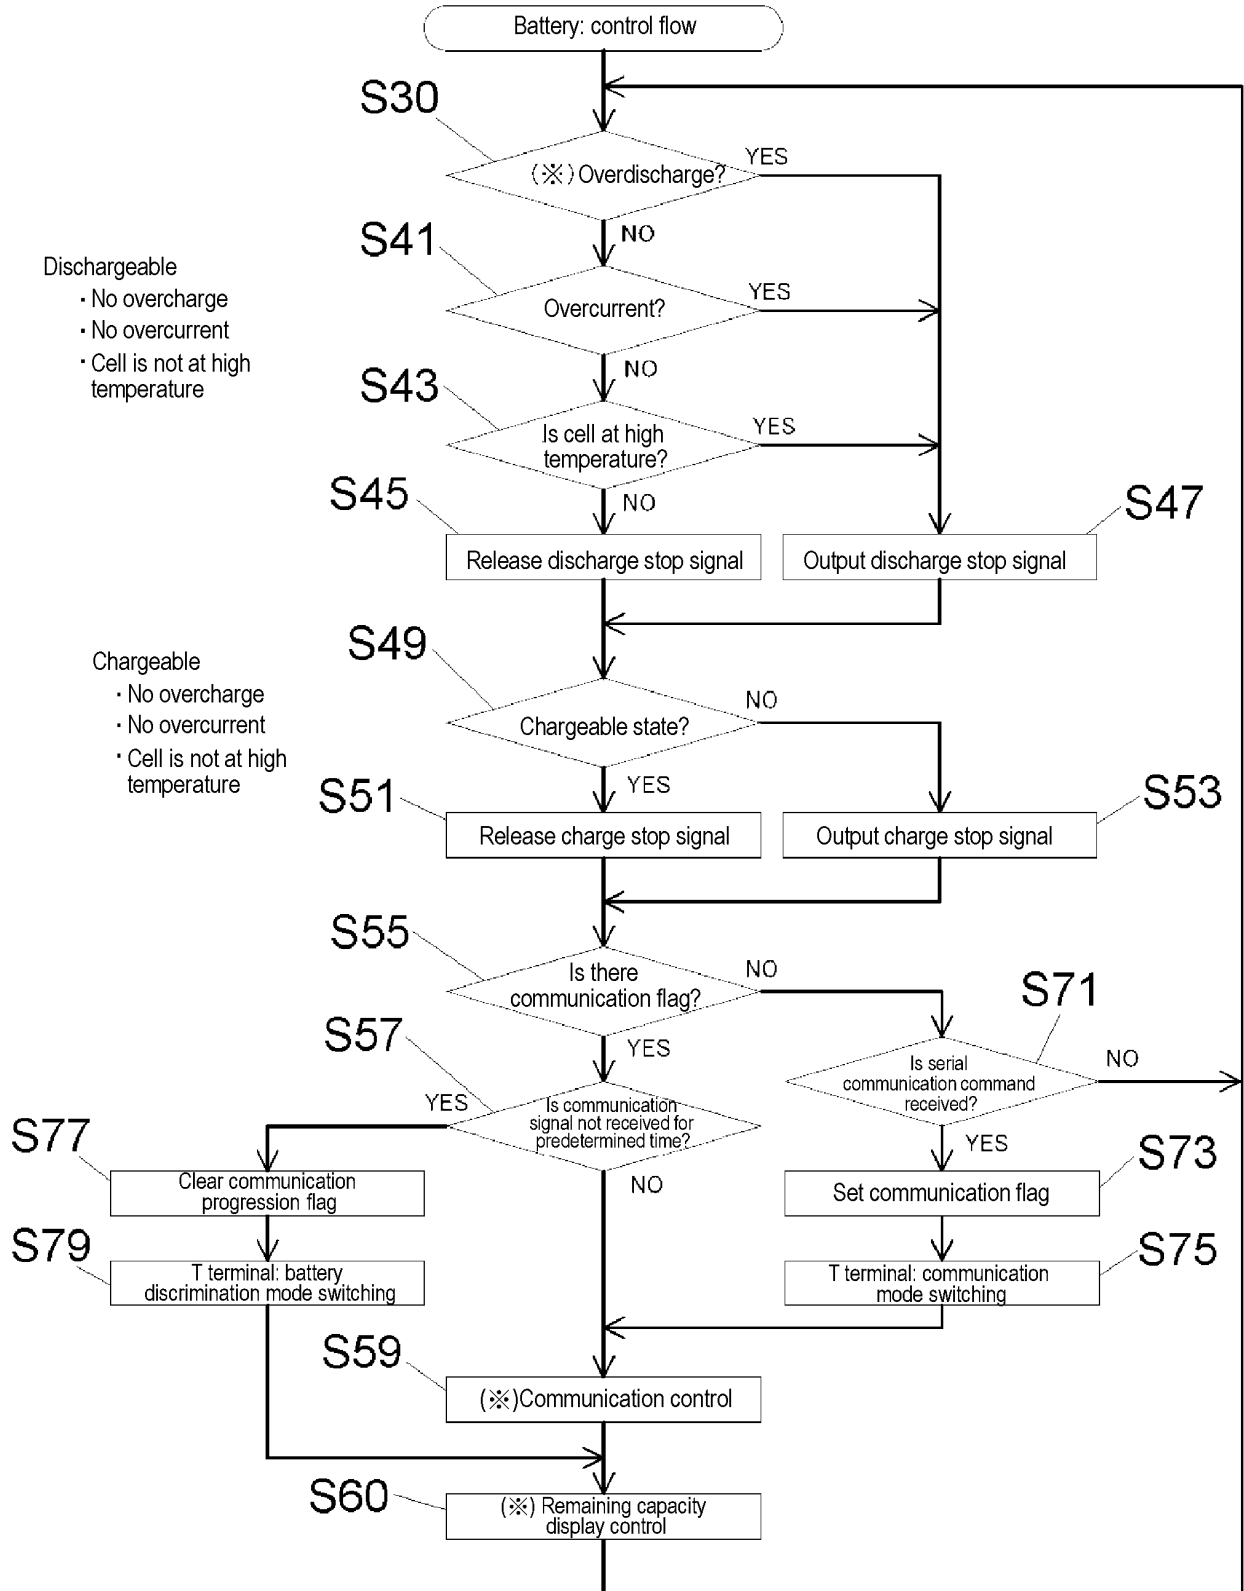 Battery: control flow
S30
YES
(※) Overdischarge?
NO
S41
Dischargeable
・No overcharge
・No overcurrent
・Cell is not at high
temperature
YES
Overcurrent?
NO
S43
YES
Is cell at high
temperature?
NO
S45
S47
Release discharge stop signal
Output discharge stop signal
S49
Chargeable
・No overcharge
・No overcurrent
・Cell is not at high
temperature
NO
Chargeable state?
YES
S51
S53
Release charge stop signal
Output charge stop signal
S55
NO
Is there
communication flag?
YES
S71
Is serial
communication command
received?
NO
YES
S57
YES
Is communication
signal not received for
predetermined time?
NO
S77
Clear communication
progression flag
S73
Set communication flag
S79
T terminal: battery
discrimination mode switching
S75
T terminal: communication
mode switching
S59
(※)Communication control
S60
(※) Remaining capacity
display control